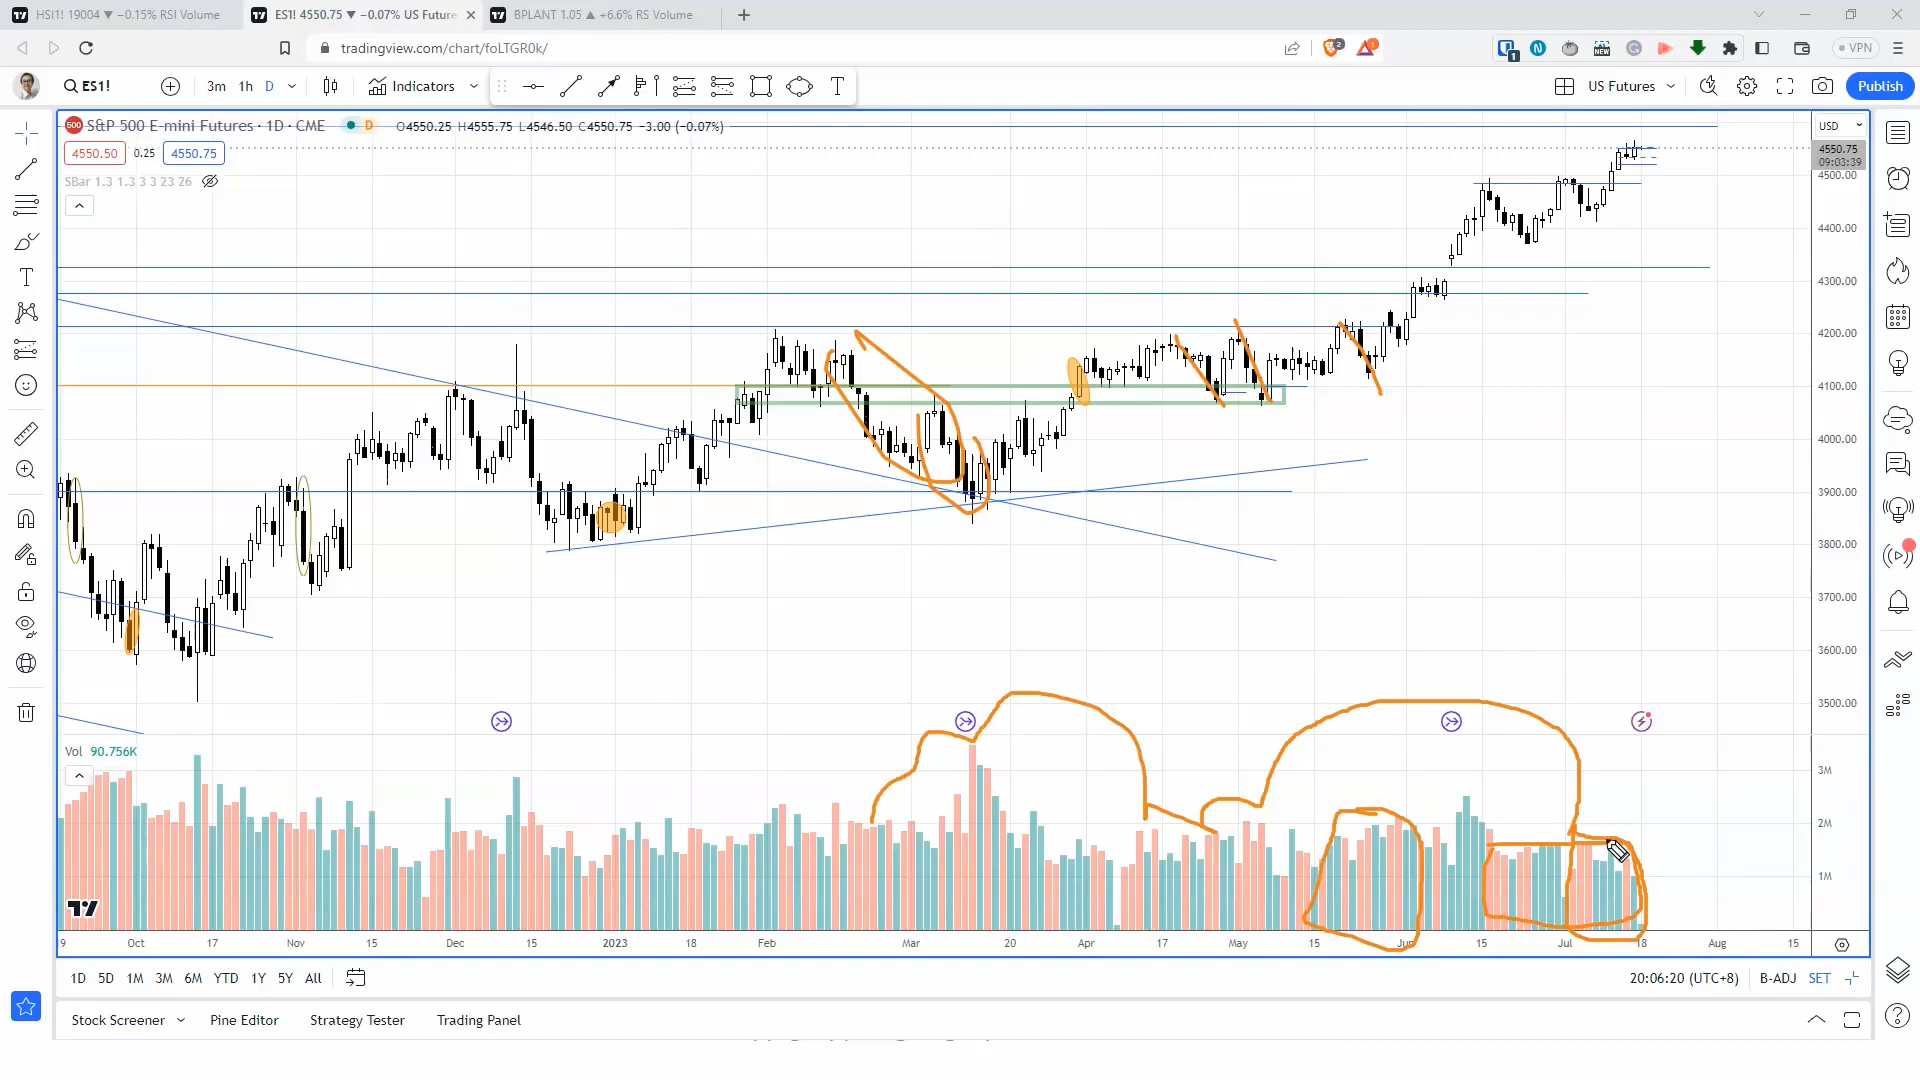 HSI1! 19004 ▼ −0.15% RSI Volume
ES1! 4550.75 ▼ −0.07% US Future
BPLANT 1.05 ▲ +6.6% RS Volume
tradingview.com/chart/foLTGR0k/
VPN
ES1!
3m 1h D
Indicators
US Futures
Publish
S&P 500 E-mini Futures · 1D · CME
D
O4550.25 H4555.75 L4546.50 C4550.75 −3.00 (−0.07%)
USD
4550.50 0.25 4550.75
4550.75
09:03:39
SBar 1.3 1.3 3 3 23 26
4500.00
4400.00
4300.00
4200.00
4100.00
4000.00
3900.00
3800.00
3700.00
3600.00
3500.00
Vol 90.756K
3M
2M
1M
19 Oct 17 Nov 15 Dec 15 2023 18 Feb Mar 20 Apr 17 May 15 Jun 15 Jul 18 Aug 15
1D 5D 1M 3M 6M YTD 1Y 5Y All
20:06:20 (UTC+8) B-ADJ SET
Stock Screener Pine Editor Strategy Tester Trading Panel